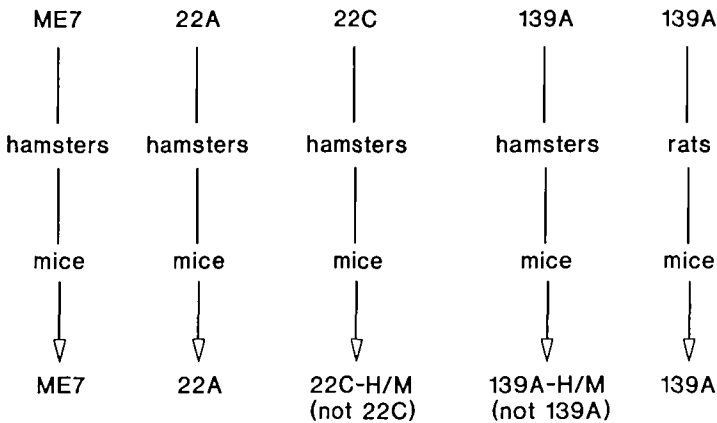 ME7 22A 22C 139A 139A
hamsters hamsters hamsters hamsters rats
mice mice mice mice mice
ME7 22A 22C-H/M 139A-H/M 139A
(not 22C) (not 139A)